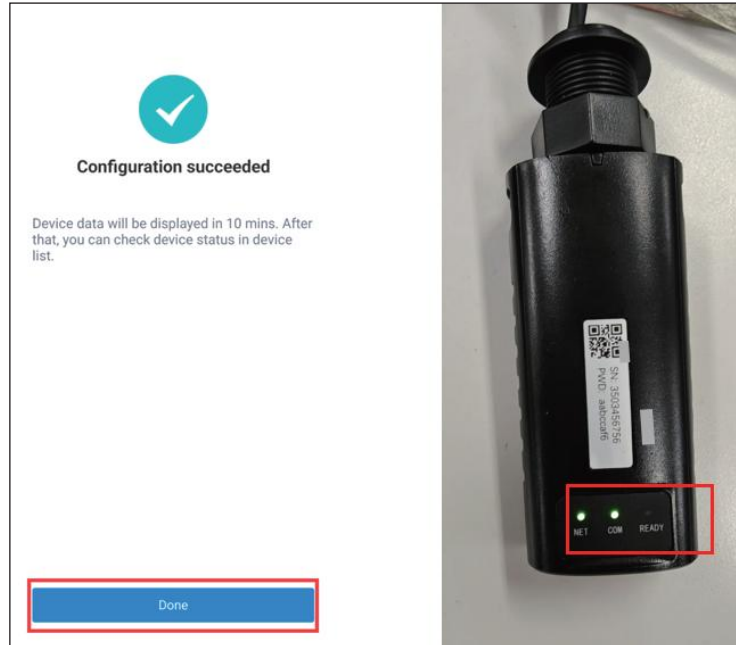 Configuration succeeded
Device data will be displayed in 10 mins. After
that, you can check device status in device
list.
Done
SN: 3503456756
PWD: aabccaf6
NET COM READY